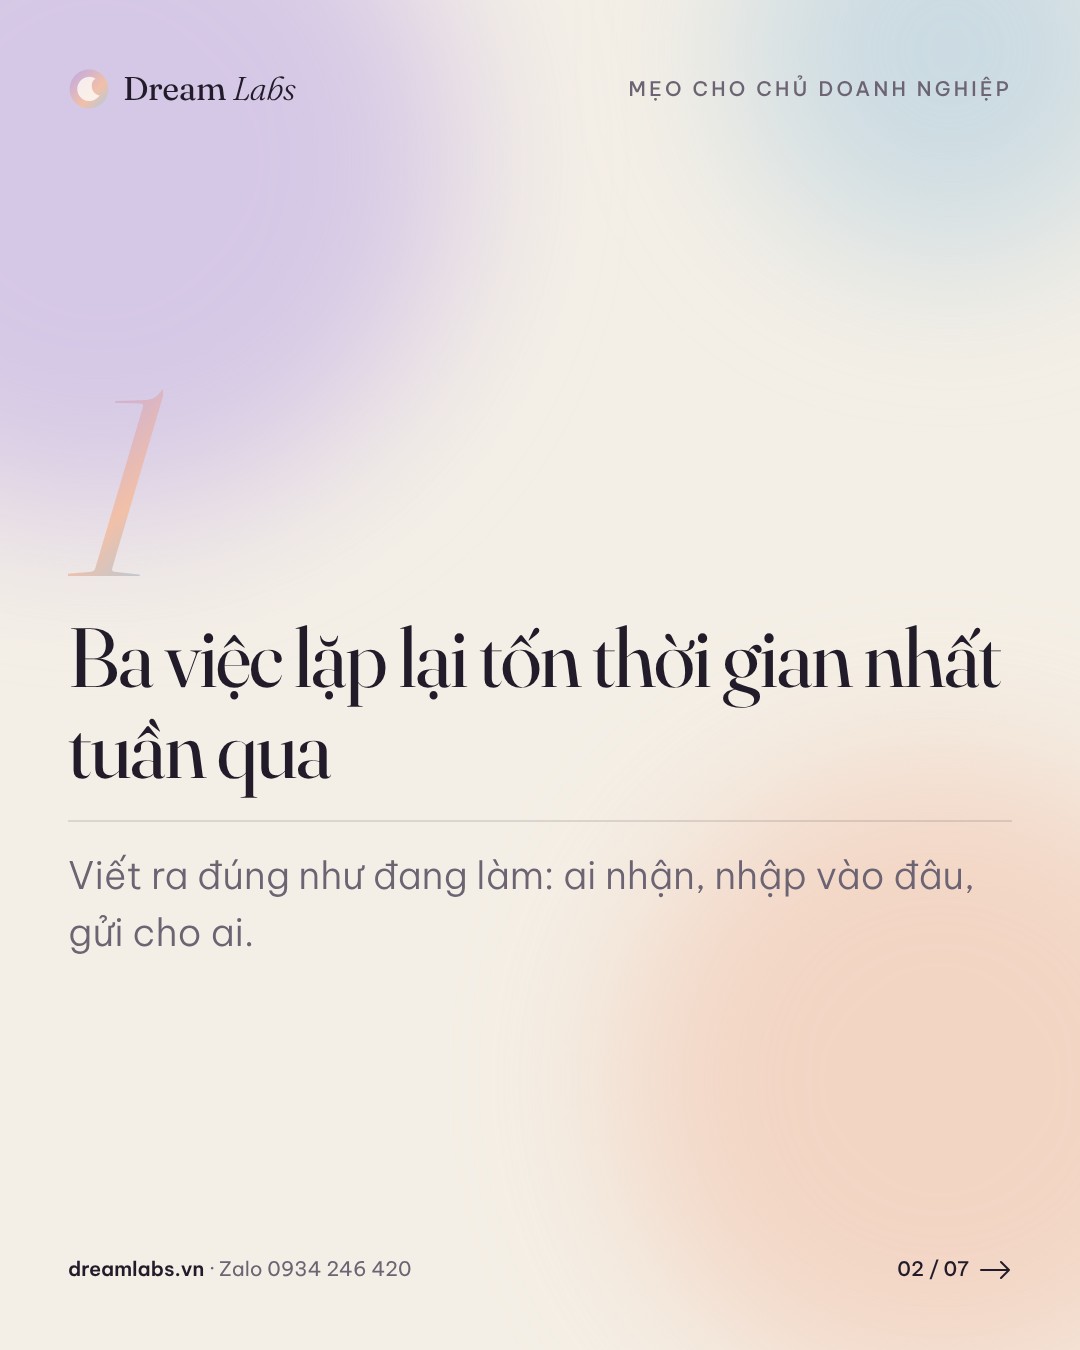 Dream Labs
MẸO CHO CHỦ DOANH NGHIỆP
1
Ba việc lặp lại tốn thời gian nhất
tuần qua
Viết ra đúng như đang làm: ai nhận, nhập vào đâu,
gửi cho ai.
dreamlabs.vn · Zalo 0934 246 420
02 / 07 →